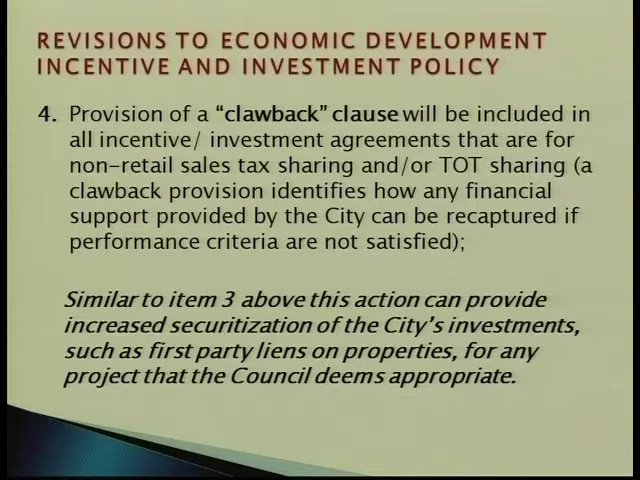 REVISIONS TO ECONOMIC DEVELOPMENT
INCENTIVE AND INVESTMENT POLICY
4. Provision of a “clawback” clause will be included in
all incentive/ investment agreements that are for
non-retail sales tax sharing and/or TOT sharing (a
clawback provision identifies how any financial
support provided by the City can be recaptured if
performance criteria are not satisfied);
Similar to item 3 above this action can provide
increased securitization of the City’s investments,
such as first party liens on properties, for any
project that the Council deems appropriate.